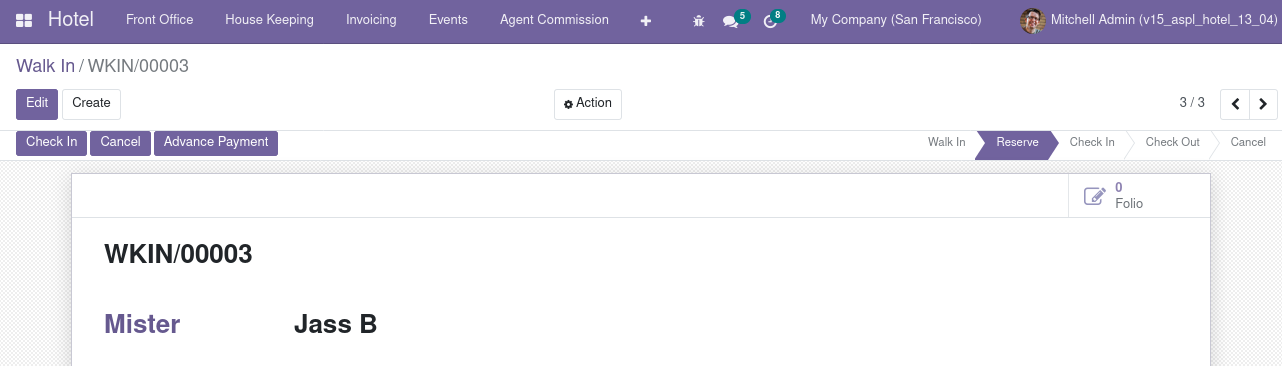 Hotel Front Office House Keeping Invoicing Events Agent Commission 5 8 My Company (San Francisco) Mitchell Admin (v15_aspl_hotel_13_04)
Walk In / WKIN/00003
Edit Create Action 3 / 3
Check In Cancel Advance Payment Walk In Reserve Check In Check Out Cancel
0
Folio
WKIN/00003
Mister Jass B